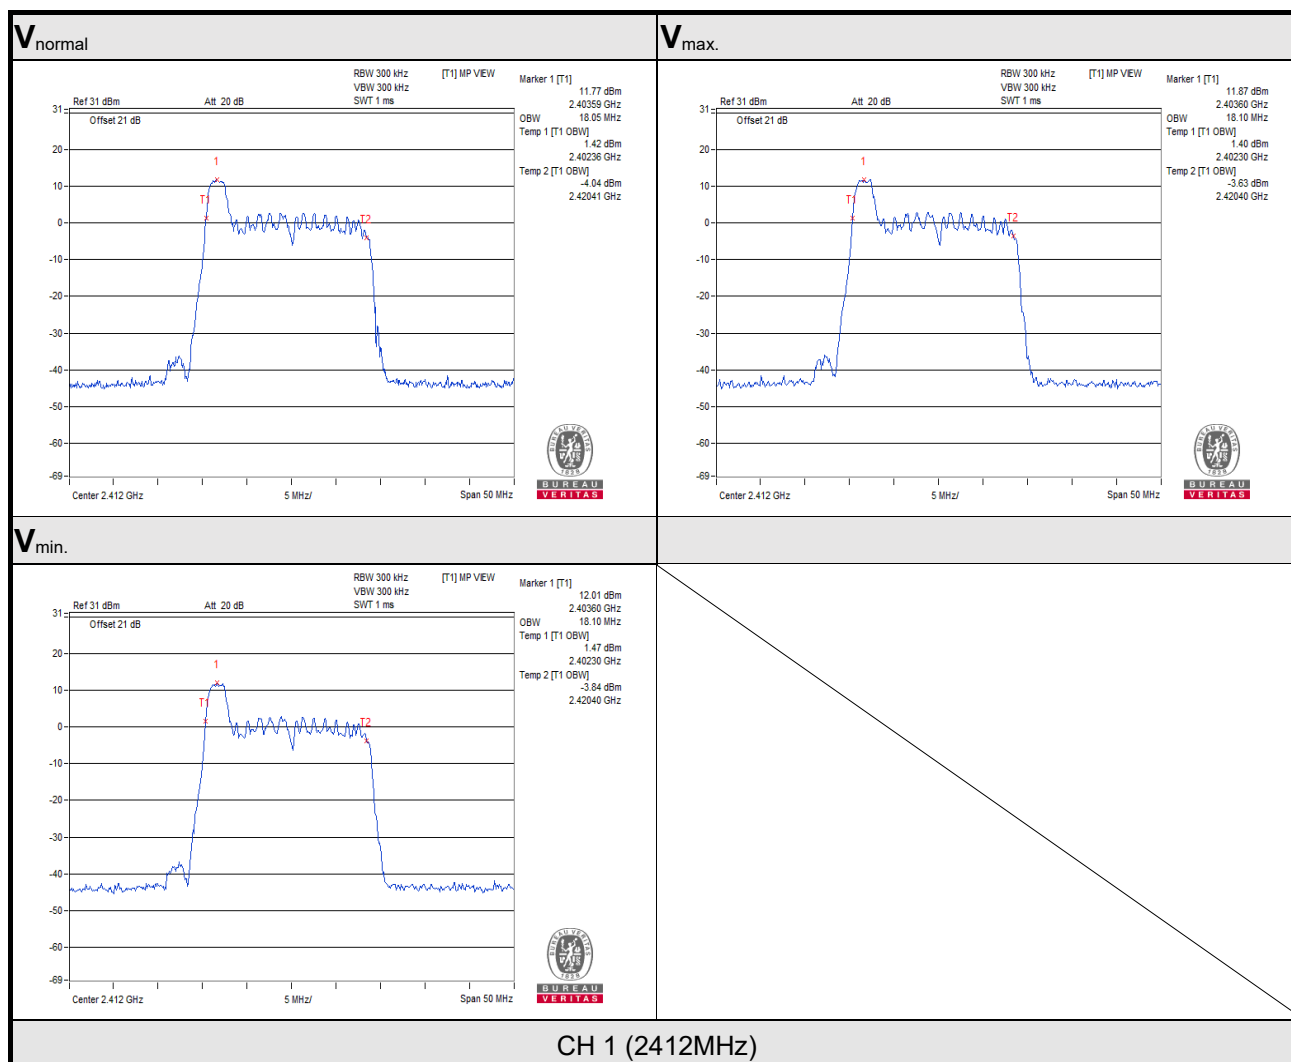 Vnormal
Vmax.
RBW 300 kHz [T1] MP VIEW
VBW 300 kHz
Ref 31 dBm Att 20 dB SWT 1 ms
Offset 21 dB
Marker 1 [T1]
11.77 dBm
2.40359 GHz
OBW 18.05 MHz
Temp 1 [T1 OBW]
1.42 dBm
2.40236 GHz
Temp 2 [T1 OBW]
-4.04 dBm
2.42041 GHz
31
20
10
0
-10
-20
-30
-40
-50
-60
-69
1
T1
T2
Center 2.412 GHz 5 MHz/ Span 50 MHz
BUREAU VERITAS
1828
BUREAU
VERITAS
RBW 300 kHz [T1] MP VIEW
VBW 300 kHz
Ref 31 dBm Att 20 dB SWT 1 ms
Offset 21 dB
Marker 1 [T1]
11.87 dBm
2.40360 GHz
OBW 18.10 MHz
Temp 1 [T1 OBW]
1.40 dBm
2.40230 GHz
Temp 2 [T1 OBW]
-3.63 dBm
2.42040 GHz
31
20
10
0
-10
-20
-30
-40
-50
-60
-69
1
T1
T2
Center 2.412 GHz 5 MHz/ Span 50 MHz
BUREAU VERITAS
1828
BUREAU
VERITAS
Vmin.
RBW 300 kHz [T1] MP VIEW
VBW 300 kHz
Ref 31 dBm Att 20 dB SWT 1 ms
Offset 21 dB
Marker 1 [T1]
12.01 dBm
2.40360 GHz
OBW 18.10 MHz
Temp 1 [T1 OBW]
1.47 dBm
2.40230 GHz
Temp 2 [T1 OBW]
-3.84 dBm
2.42040 GHz
31
20
10
0
-10
-20
-30
-40
-50
-60
-69
1
T1
T2
Center 2.412 GHz 5 MHz/ Span 50 MHz
BUREAU VERITAS
1828
BUREAU
VERITAS
CH 1 (2412MHz)